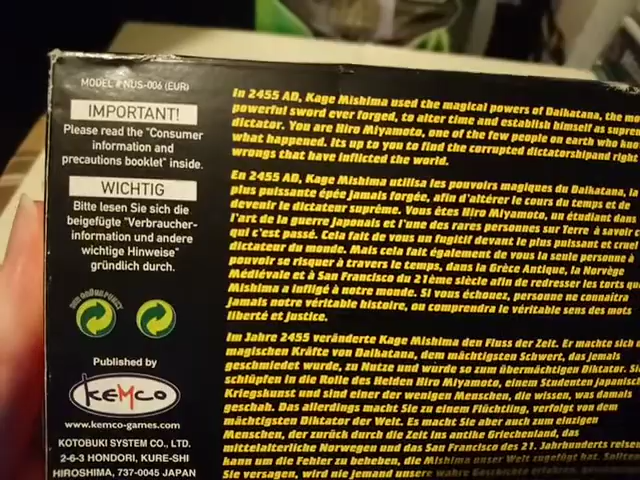 MODEL # NUS-006 (EUR)
IMPORTANT!
Please read the "Consumer
information and
precautions booklet" inside.
WICHTIG
Bitte lesen Sie sich die
beigefügte "Verbraucher-
information und andere
wichtige Hinweise"
gründlich durch.
DER GRÜNE PUNKT
Published by
KEMCO
www.kemco-games.com
KOTOBUKI SYSTEM CO., LTD.
2-6-3 HONDORI, KURE-SHI
HIROSHIMA, 737-0045 JAPAN
In 2455 AD, Kage Mishima used the magical powers of Daikatana, the
powerful sword ever forged, to alter time and establish himself as
dictator. You are Hiro Miyamoto, one of the few people on earth who
what happened. Its up to you to find the corrupted dictatorshipand right
wrongs that have inflicted the world.
En 2455 AD, Kage Mishima utilisa les pouvoirs magiques du Daikatana, la
plus puissante épée jamais forgée, afin d'altérer le cours du temps et de
devenir le dictateur suprême. Vous êtes Hiro Miyamoto, un étudiant dans
l'art de la guerre Japonais et l'une des rares personnes sur Terre à savoir
qui c'est passé. Cela fait de vous un fugitif devant le plus puissant et
dictateur du monde. Mais cela fait également de vous la seule personne à
pouvoir se risquer à travers le temps, dans la Grèce Antique, la Norvège
Médiévale et à San Francisco du 21ème siècle afin de redresser les torts
Mishima a infligé à notre monde. Si vous échouez, personne ne connaîtra
jamais notre véritable histoire, ou comprendra le véritable sens des mots
liberté et justice.
Im Jahre 2455 veränderte Kage Mishima den Fluss der Zeit. Er machte sich
magischen Kräfte von Daikatana, dem mächtigsten Schwert, das jemals
geschmiedet wurde, zu Nutze und wurde so zum übermächtigen Diktator.
schlüpfen in die Rolle des Helden Hiro Miyamoto, einem Studenten
Kriegskunst und sind einer der wenigen Menschen, die wissen, was damals
geschah. Das allerdings macht Sie zu einem Flüchtling, verfolgt von dem
mächtigsten Diktator der Welt. Es macht Sie aber auch zum einzigen
Menschen, der zurück durch die Zeit ins antike Griechenland, das
mittelalterliche Norwegen und das San Francisco des 21. Jahrhunderts
kann um die Fehler zu beheben, die Mishima unser Welt zugefügt hat.
Sie versagen, wird nie jemand unsere wahre Geschichte erfahren,